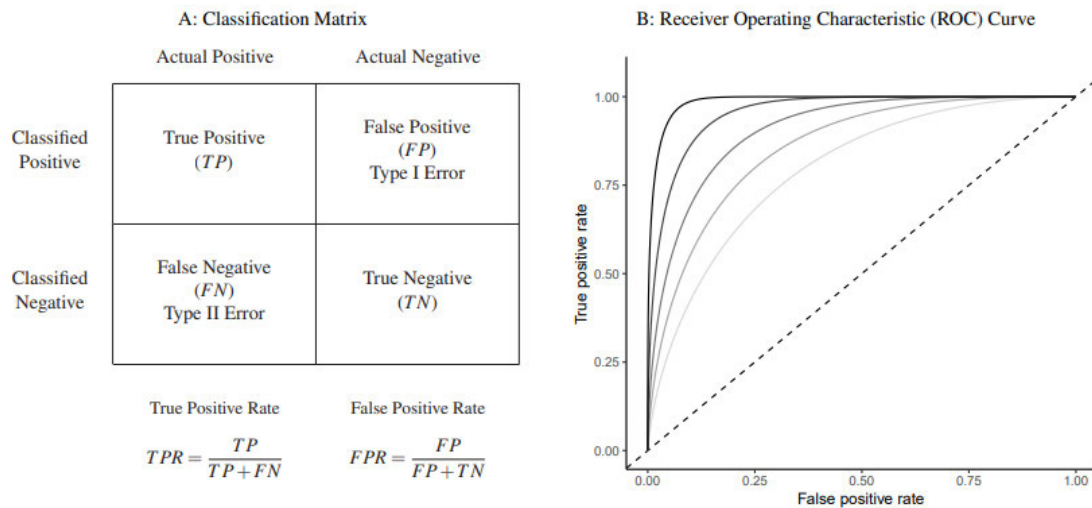 A: Classification Matrix
Actual Positive
Actual Negative
Classified
Positive
True Positive
(TP)
False Positive
(FP)
Type I Error
Classified
Negative
False Negative
(FN)
Type II Error
True Negative
(TN)
True Positive Rate
False Positive Rate
TPR = TP / TP+FN
FPR = FP / FP+TN
B: Receiver Operating Characteristic (ROC) Curve
True positive rate
1.00
0.75
0.50
0.25
0.00
0.00
0.25
0.50
0.75
1.00
False positive rate